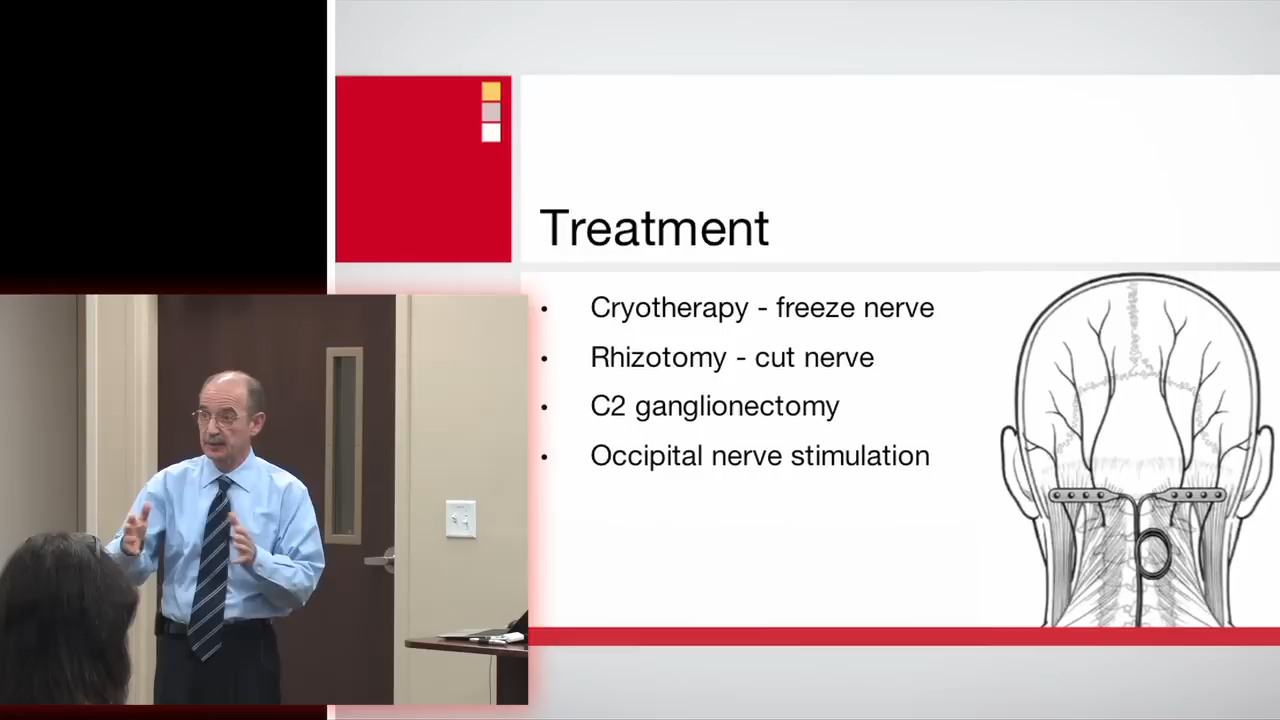 Treatment
• Cryotherapy - freeze nerve
• Rhizotomy - cut nerve
• C2 ganglionectomy
• Occipital nerve stimulation